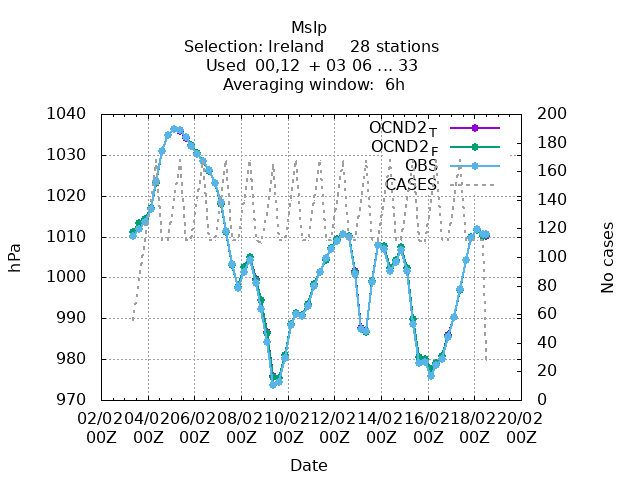 Mslp
Selection: Ireland 28 stations
Used 00,12 + 03 06 ... 33
Averaging window: 6h
1040
1030
1020
1010
1000
990
980
970
hPa
200
180
160
140
120
100
80
60
40
20
0
No cases
OCND2 T
OCND2 F
OBS
CASES
02/02 04/02 06/02 08/02 10/02 12/02 14/02 16/02 18/02 20/02
00Z 00Z 00Z 00Z 00Z 00Z 00Z 00Z 00Z 00Z
Date